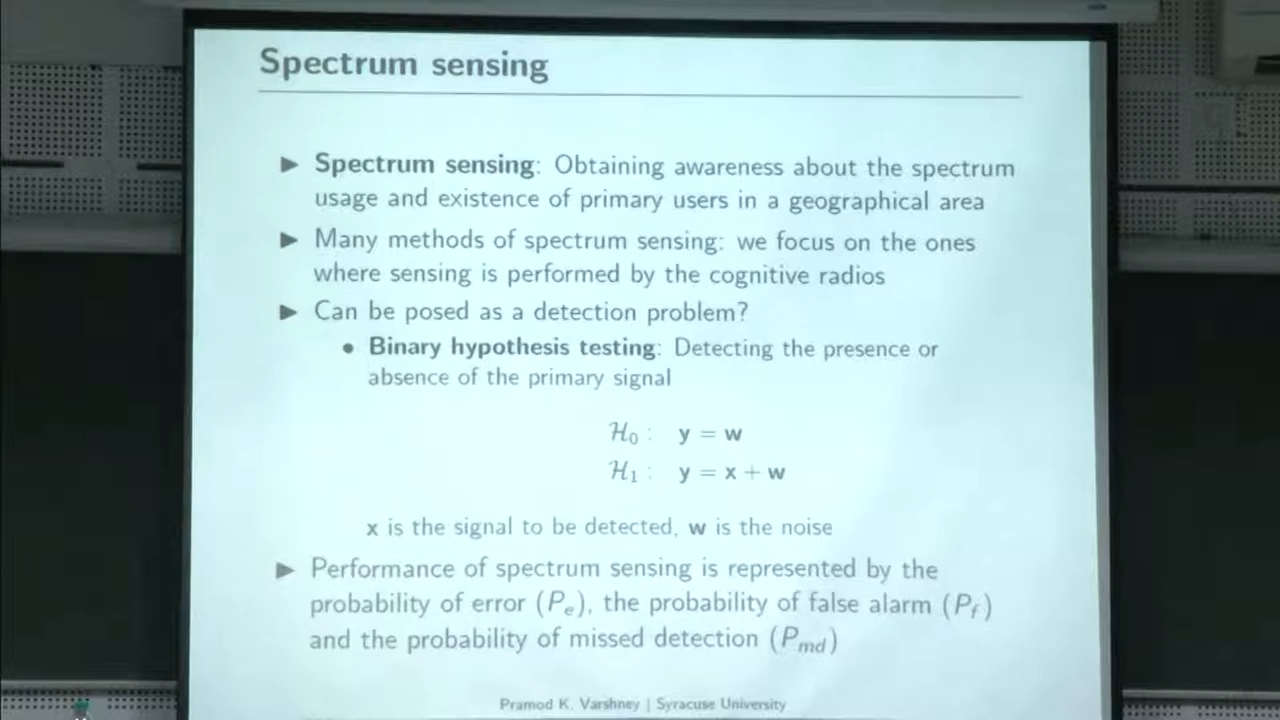 Spectrum sensing
▶ Spectrum sensing: Obtaining awareness about the spectrum
usage and existence of primary users in a geographical area
▶ Many methods of spectrum sensing: we focus on the ones
where sensing is performed by the cognitive radios
▶ Can be posed as a detection problem?
• Binary hypothesis testing: Detecting the presence or
absence of the primary signal
ℋ₀ : y = w
ℋ₁ : y = x + w
x is the signal to be detected, w is the noise
▶ Performance of spectrum sensing is represented by the
probability of error (P_e), the probability of false alarm (P_f)
and the probability of missed detection (P_md)
Pramod K. Varshney | Syracuse University